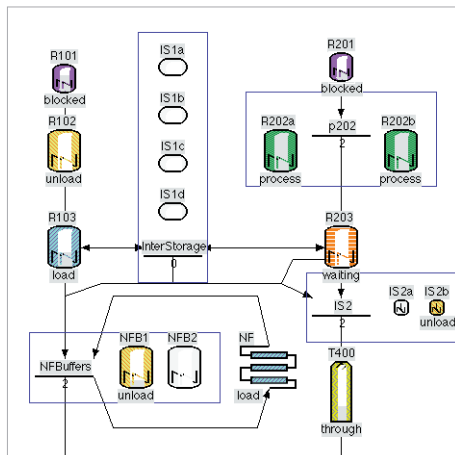 IS1a
R201
R101
blocked
IS1b
blocked
R102
R202a
p202
2
R202b
unload
IS1c
process
process
IS1d
R103
R203
InterStorage
0
load
waiting
IS2a
IS2b
IS2
2
unload
NFB1
NFB2
NF
T400
NFBuffers
2
unload
load
through